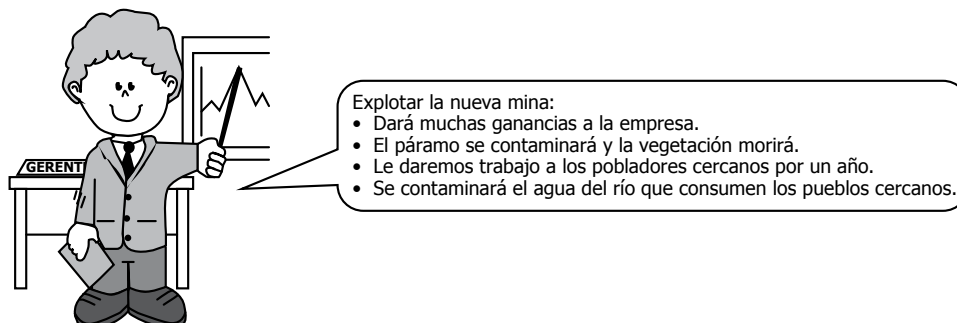 Explotar la nueva mina:
• Dará muchas ganancias a la empresa.
• El páramo se contaminará y la vegetación morirá.
• Le daremos trabajo a los pobladores cercanos por un año.
• Se contaminará el agua del río que consumen los pueblos cercanos.
GERENT